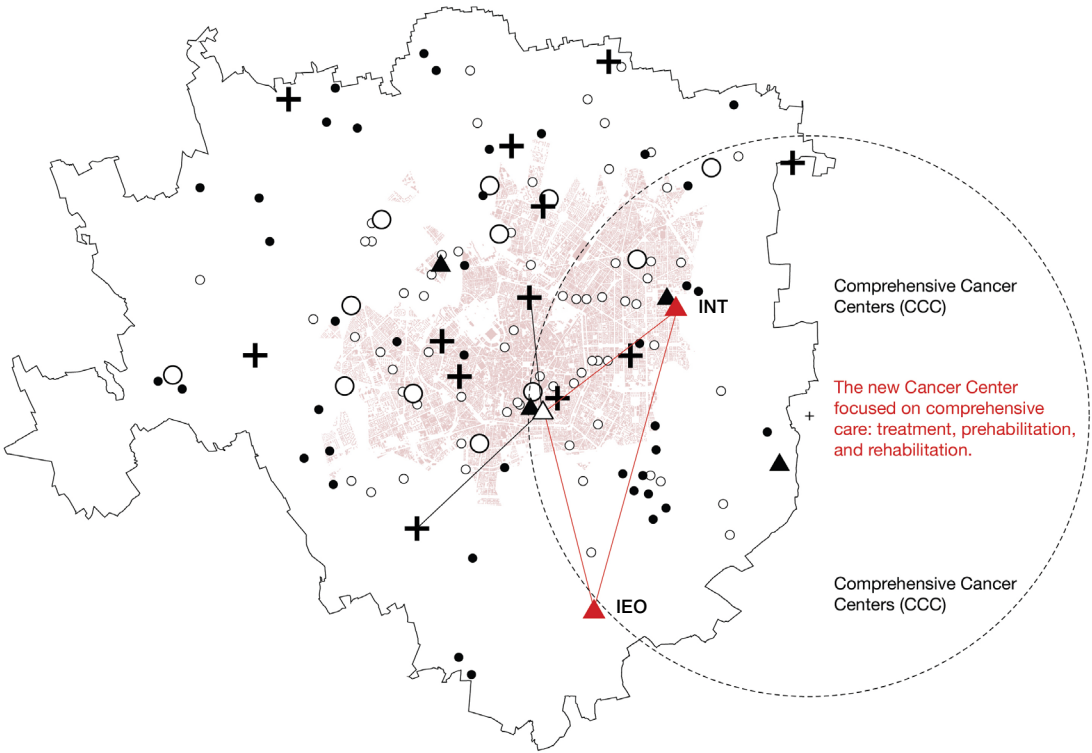 Comprehensive Cancer
Centers (CCC)
INT
The new Cancer Center
focused on comprehensive
care: treatment, prehabilitation,
and rehabilitation.
Comprehensive Cancer
Centers (CCC)
IEO